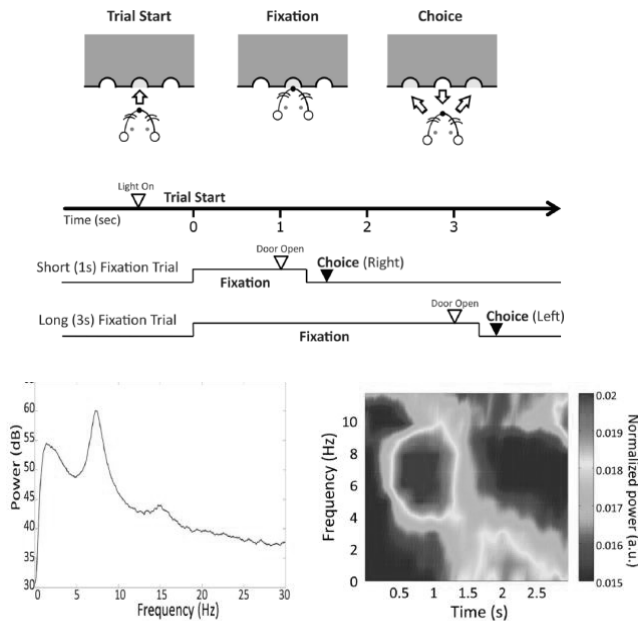 Trial Start
Fixation
Choice
Light On
Trial Start
Time (sec)
0
1
2
3
Door Open
Short (1s) Fixation Trial
Fixation
Choice (Right)
Door Open
Long (3s) Fixation Trial
Fixation
Choice (Left)
Power (dB)
60
55
50
45
40
35
30
0
5
10
15
20
25
30
Frequency (Hz)
Frequency (Hz)
10
8
6
4
2
0
0.5
1
1.5
2
2.5
Time (s)
0.02
0.019
0.018
0.017
0.016
0.015
Normalized power (a.u.)